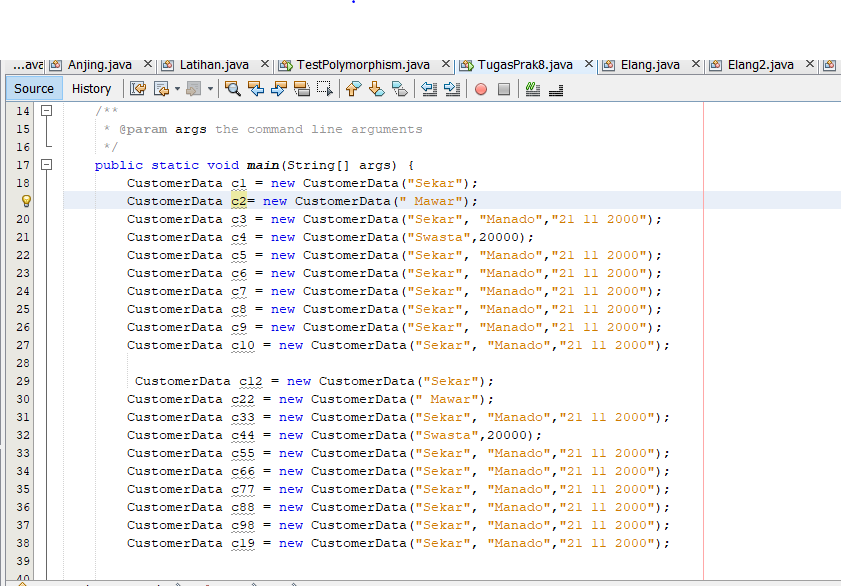 ...ava Anjing.java Latihan.java TestPolymorphism.java TugasPrak8.java Elang.java Elang2.java
Source History
14 /**
15 * @param args the command line arguments
16 */
17 public static void main(String[] args) {
18 CustomerData c1 = new CustomerData("Sekar");
CustomerData c2= new CustomerData(" Mawar");
20 CustomerData c3 = new CustomerData("Sekar", "Manado","21 11 2000");
21 CustomerData c4 = new CustomerData("Swasta",20000);
22 CustomerData c5 = new CustomerData("Sekar", "Manado","21 11 2000");
23 CustomerData c6 = new CustomerData("Sekar", "Manado","21 11 2000");
24 CustomerData c7 = new CustomerData("Sekar", "Manado","21 11 2000");
25 CustomerData c8 = new CustomerData("Sekar", "Manado","21 11 2000");
26 CustomerData c9 = new CustomerData("Sekar", "Manado","21 11 2000");
27 CustomerData c10 = new CustomerData("Sekar", "Manado","21 11 2000");
28
29 CustomerData c12 = new CustomerData("Sekar");
30 CustomerData c22 = new CustomerData(" Mawar");
31 CustomerData c33 = new CustomerData("Sekar", "Manado","21 11 2000");
32 CustomerData c44 = new CustomerData("Swasta",20000);
33 CustomerData c55 = new CustomerData("Sekar", "Manado","21 11 2000");
34 CustomerData c66 = new CustomerData("Sekar", "Manado","21 11 2000");
35 CustomerData c77 = new CustomerData("Sekar", "Manado","21 11 2000");
36 CustomerData c88 = new CustomerData("Sekar", "Manado","21 11 2000");
37 CustomerData c98 = new CustomerData("Sekar", "Manado","21 11 2000");
38 CustomerData c19 = new CustomerData("Sekar", "Manado","21 11 2000");
39
40